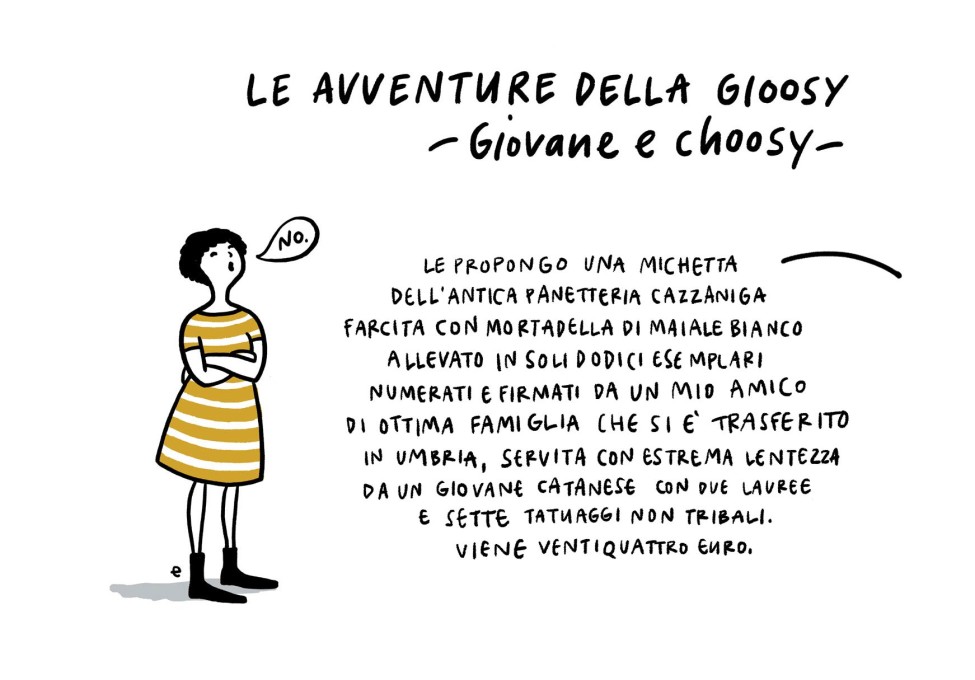 LE AVVENTURE DELLA GIOOSY
- Giovane e choosy -
NO.
LE PROPONGO UNA MICHETTA
DELL'ANTICA PANETTERIA CAZZANIGA
FARCITA CON MORTADELLA DI MAIALE BIANCO
ALLEVATO IN SOLI DODICI ESEMPLARI
NUMERATI E FIRMATI DA UN MIO AMICO
DI OTTIMA FAMIGLIA CHE SI È TRASFERITO
IN UMBRIA, SERVITA CON ESTREMA LENTEZZA
DA UN GIOVANE CATANESE CON DUE LAUREE
E SETTE TATUAGGI NON TRIBALI.
VIENE VENTIQUATTRO EURO.
e